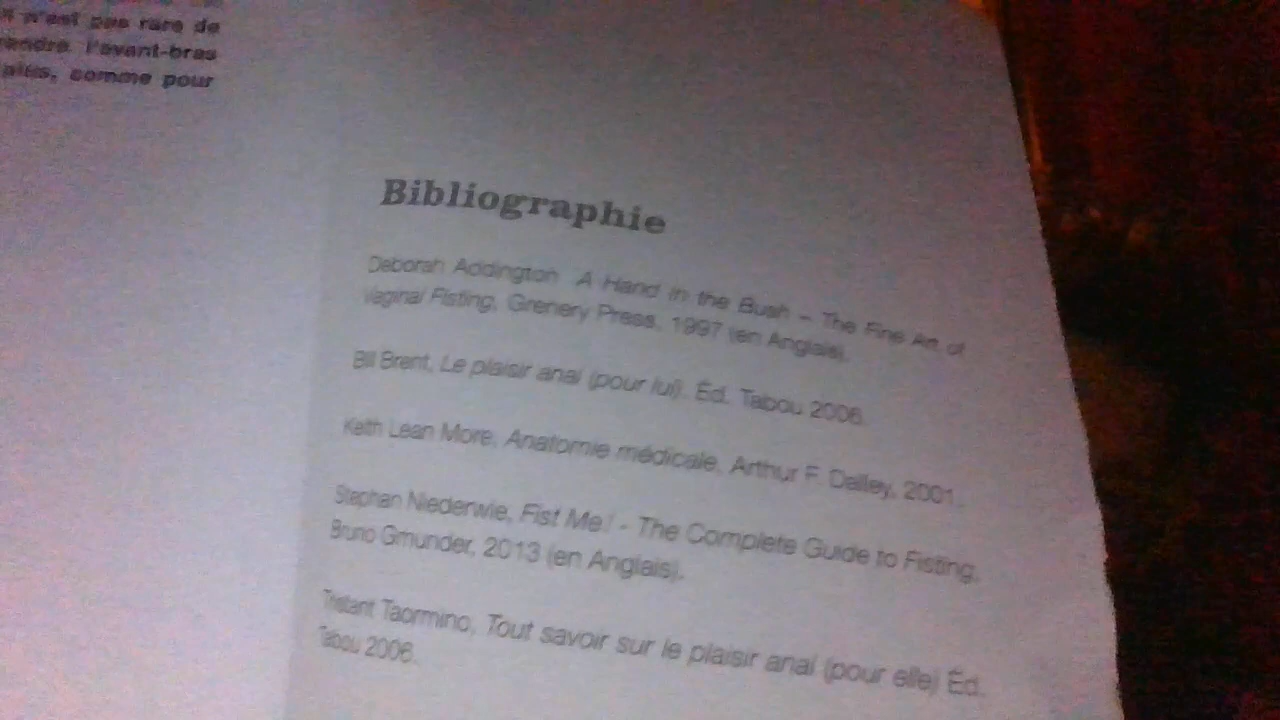 n'est pas rare de
l'avant-bras
comme pour
Bibliographie
Deborah Addington A Hand in the Bush – The Fine Art of
Vaginal Fisting, Grenery Press, 1997 (en Anglais).
Bill Brent, Le plaisir anal (pour lui). Éd. Tabou 2006.
Keith Lean More, Anatomie médicale, Arthur F. Dalley, 2001.
Stephan Niederwie, Fist Me! - The Complete Guide to Fisting,
Bruno Gmunder, 2013 (en Anglais).
Tristant Taormino, Tout savoir sur le plaisir anal (pour elle) Éd.
Tabou 2006.